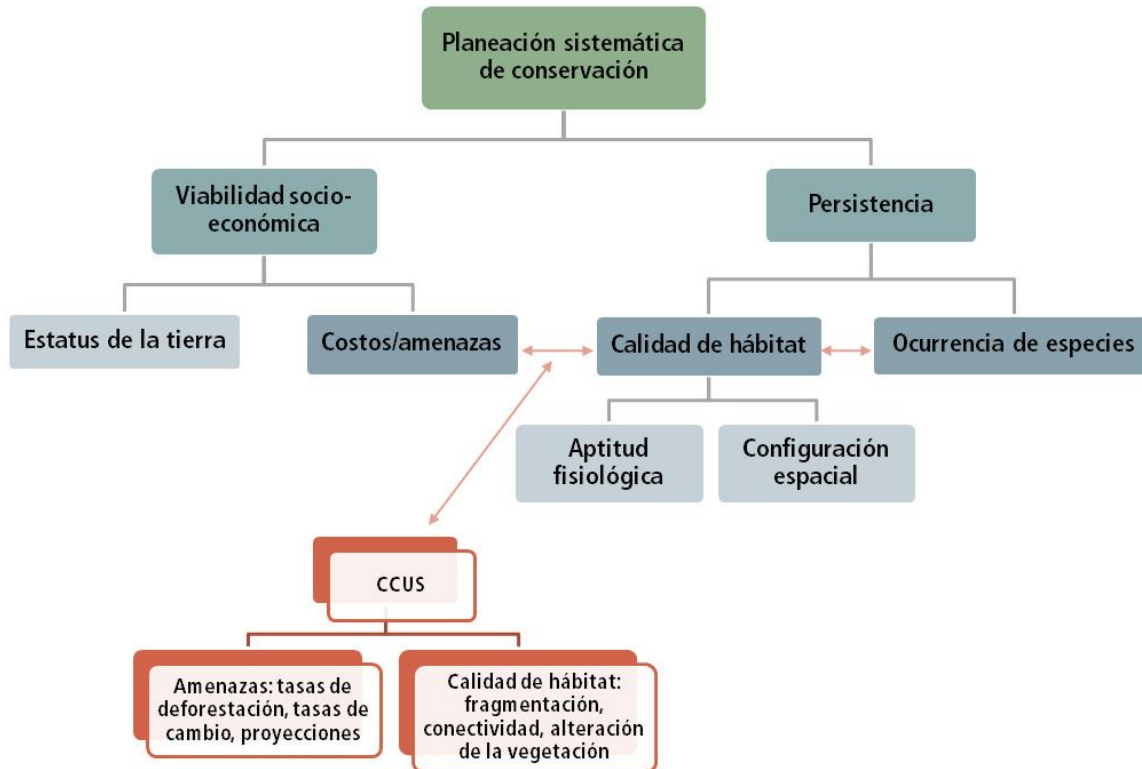 Planeación sistemática
de conservación
Viabilidad socio-
económica
Persistencia
Estatus de la tierra
Costos/amenazas
Calidad de hábitat
Ocurrencia de especies
Aptitud
fisiológica
Configuración
espacial
CCUS
Amenazas: tasas de
deforestación, tasas de
cambio, proyecciones
Calidad de hábitat:
fragmentación,
conectividad, alteración
de la vegetación